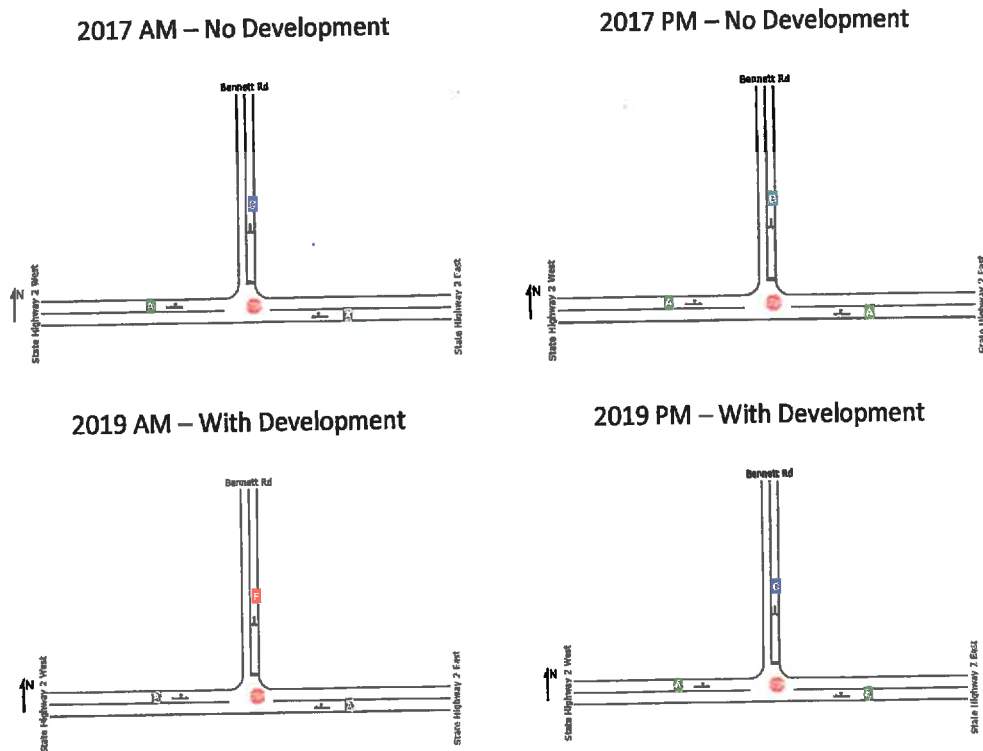 2017 AM – No Development
Bennett Rd
N
State Highway 2 West
State Highway 2 East
A
2017 PM – No Development
Bennett Rd
B
N
State Highway 2 West
State Highway 2 East
A
A
2019 AM – With Development
Bennett Rd
F
N
State Highway 2 West
State Highway 2 East
2019 PM – With Development
Bennett Rd
C
N
State Highway 2 West
State Highway 2 East
A